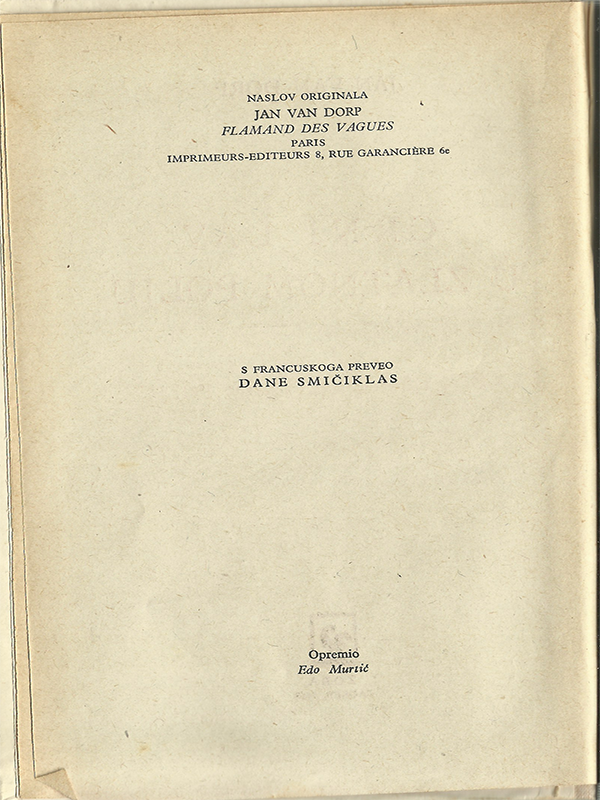 NASLOV ORIGINALA
JAN VAN DORP
FLAMAND DES VAGUES
PARIS
IMPRIMEURS-EDITEURS 8, RUE GARANCIÈRE 6e
S FRANCUSKOGA PREVEO
DANE SMIČIKLAS
Opremio
Edo Murtić